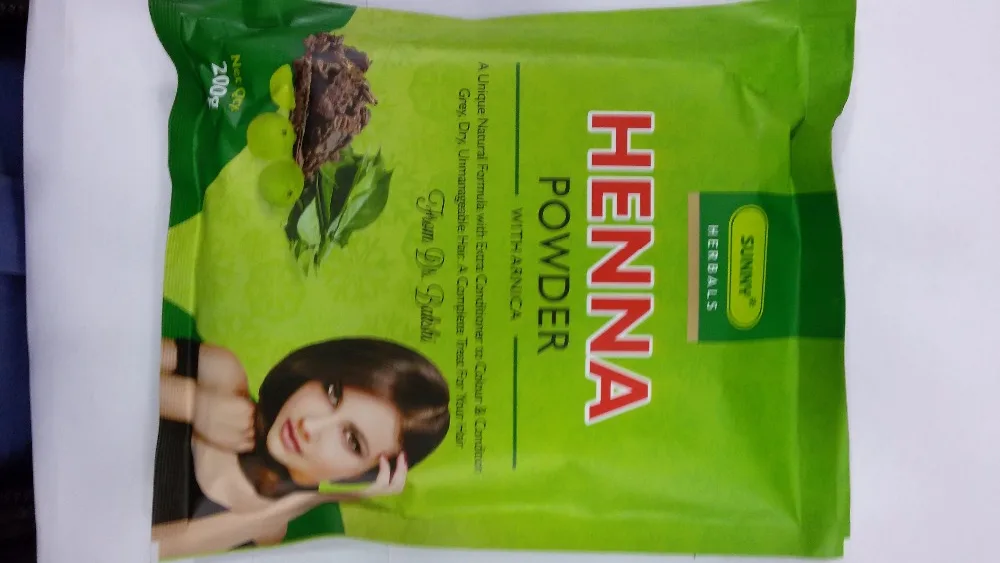 SUNNY®
HERBALS
HENNA
POWDER
WITH ARNICA
A Unique Natural Formula with Extra Conditioner to Colour & Condition
Grey, Dry, Unmanageable Hair. A Complete Treat For Your Hair.
From Dr. Bakshi
Net Wt.
200g